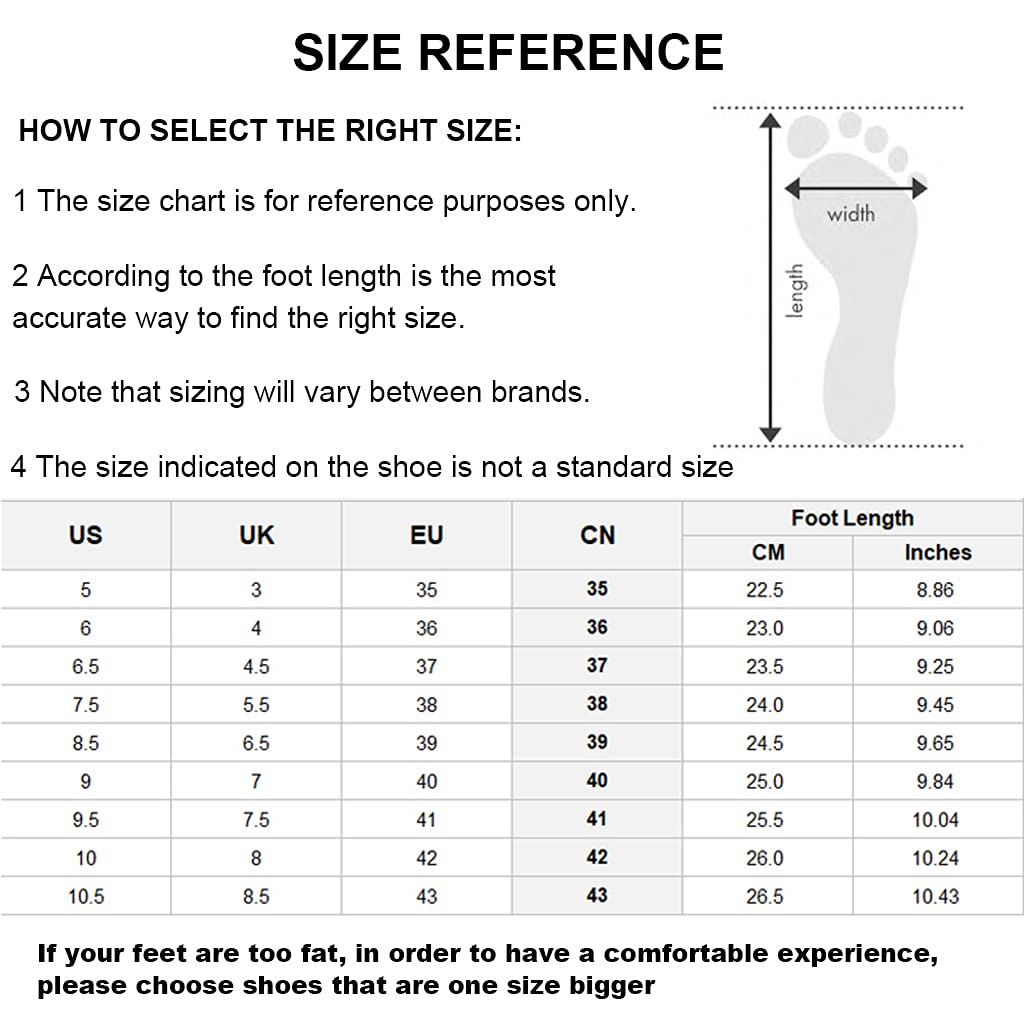 SIZE REFERENCE
HOW TO SELECT THE RIGHT SIZE:
1 The size chart is for reference purposes only.
2 According to the foot length is the most
accurate way to find the right size.
3 Note that sizing will vary between brands.
4 The size indicated on the shoe is not a standard size
width
length
US UK EU CN Foot Length
CM Inches
5 3 35 35 22.5 8.86
6 4 36 36 23.0 9.06
6.5 4.5 37 37 23.5 9.25
7.5 5.5 38 38 24.0 9.45
8.5 6.5 39 39 24.5 9.65
9 7 40 40 25.0 9.84
9.5 7.5 41 41 25.5 10.04
10 8 42 42 26.0 10.24
10.5 8.5 43 43 26.5 10.43
If your feet are too fat, in order to have a comfortable experience,
please choose shoes that are one size bigger